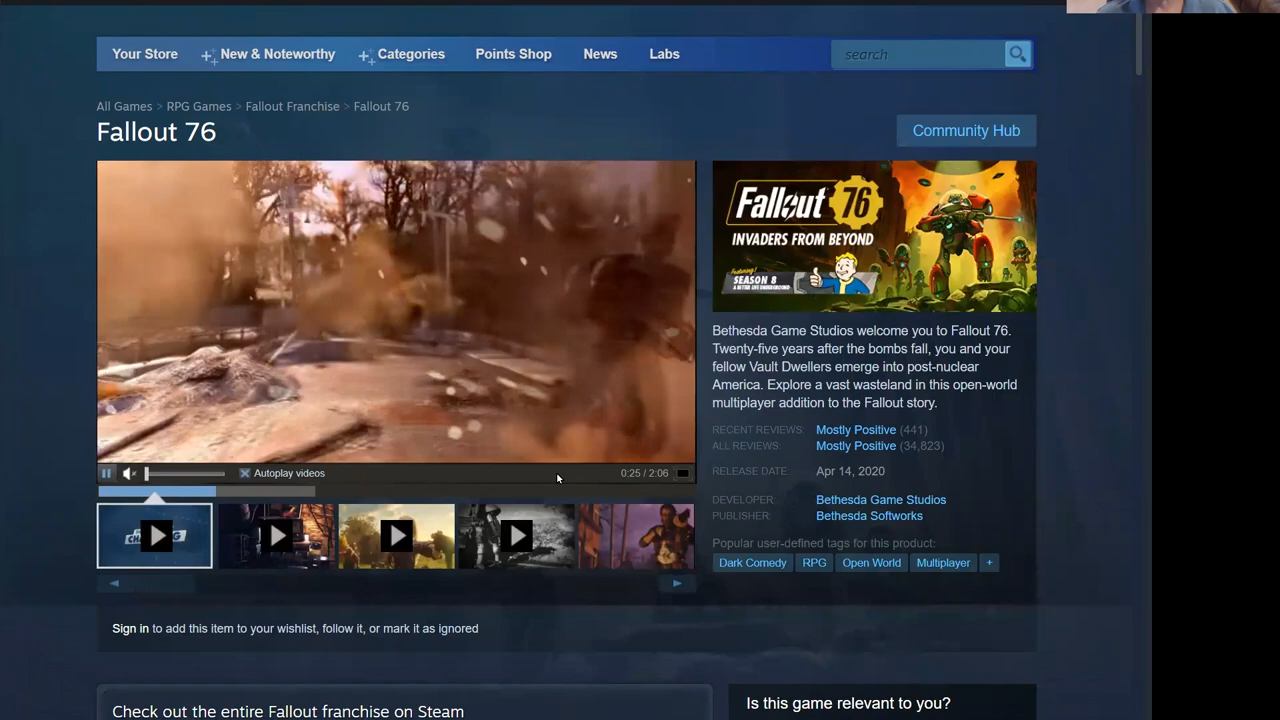 Your Store New & Noteworthy Categories Points Shop News Labs search
All Games > RPG Games > Fallout Franchise > Fallout 76
Fallout 76
Community Hub
Fallout 76
INVADERS FROM BEYOND
Featuring!
SEASON 8
Bethesda Game Studios welcome you to Fallout 76.
Twenty-five years after the bombs fall, you and your
fellow Vault Dwellers emerge into post-nuclear
America. Explore a vast wasteland in this open-world
multiplayer addition to the Fallout story.
RECENT REVIEWS: Mostly Positive (441)
ALL REVIEWS: Mostly Positive (34,823)
RELEASE DATE: Apr 14, 2020
DEVELOPER: Bethesda Game Studios
PUBLISHER: Bethesda Softworks
Popular user-defined tags for this product:
Dark Comedy RPG Open World Multiplayer +
Autoplay videos 0:25 / 2:06
Sign in to add this item to your wishlist, follow it, or mark it as ignored
Check out the entire Fallout franchise on Steam
Is this game relevant to you?